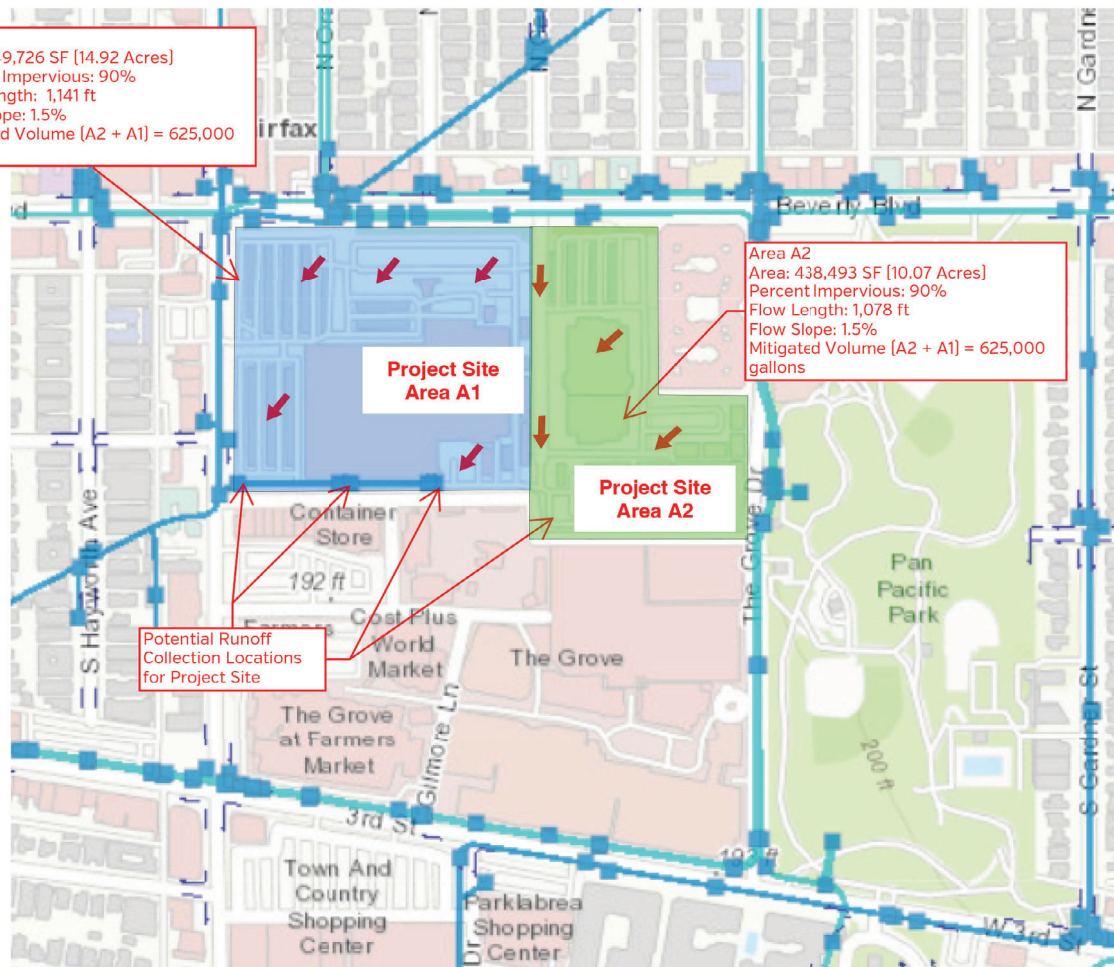 9,726 SF (14.92 Acres)
Impervious: 90%
ngth: 1,141 ft
ope: 1.5%
d Volume (A2 + A1) = 625,000
irfax
N Gardne
Beverly Blvd
Area A2
Area: 438,493 SF (10.07 Acres)
Percent Impervious: 90%
Flow Length: 1,078 ft
Flow Slope: 1.5%
Mitigated Volume (A2 + A1) = 625,000
gallons
Project Site
Area A1
Project Site
Area A2
S Hayworth Ave
Container
Store
192 ft
Farmers
Cost Plus
World
Market
The Grove
The Grove Dr
Pan
Pacific
Park
Potential Runoff
Collection Locations
for Project Site
The Grove
at Farmers
Market
Gilmore Ln
200 ft
S Gardner St
3rd St
192 ft
Town And
Country
Shopping
Center
Parklabrea
Shopping
Center
Dr
W 3rd St